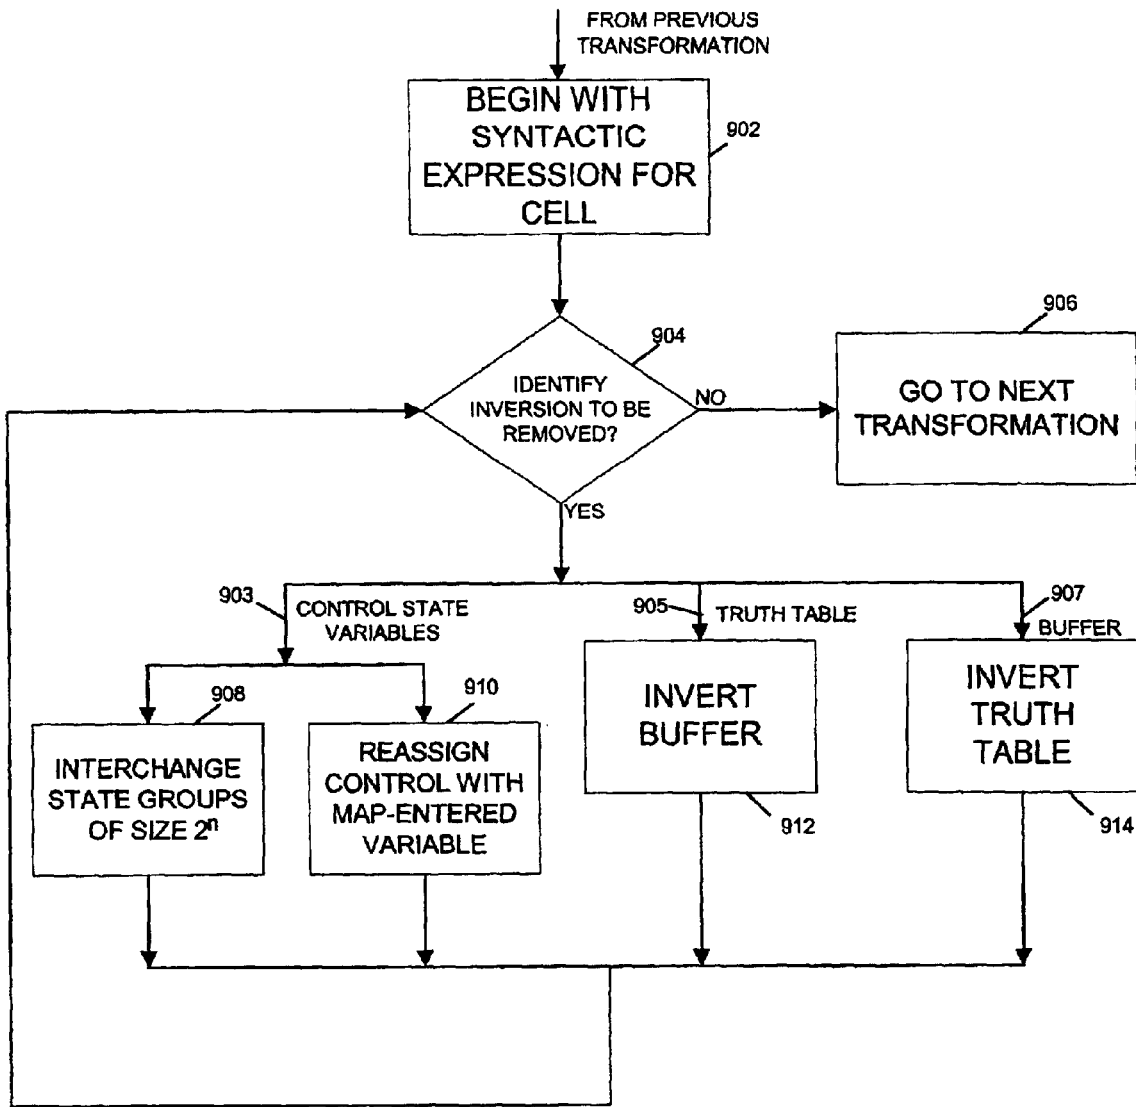 FROM PREVIOUS
TRANSFORMATION
BEGIN WITH
SYNTACTIC
EXPRESSION FOR
CELL
902
904
IDENTIFY
INVERSION TO BE
REMOVED?
NO
YES
906
GO TO NEXT
TRANSFORMATION
903
CONTROL STATE
VARIABLES
905
TRUTH TABLE
907
BUFFER
908
INTERCHANGE
STATE GROUPS
OF SIZE 2ⁿ
910
REASSIGN
CONTROL WITH
MAP-ENTERED
VARIABLE
INVERT
BUFFER
912
INVERT
TRUTH
TABLE
914